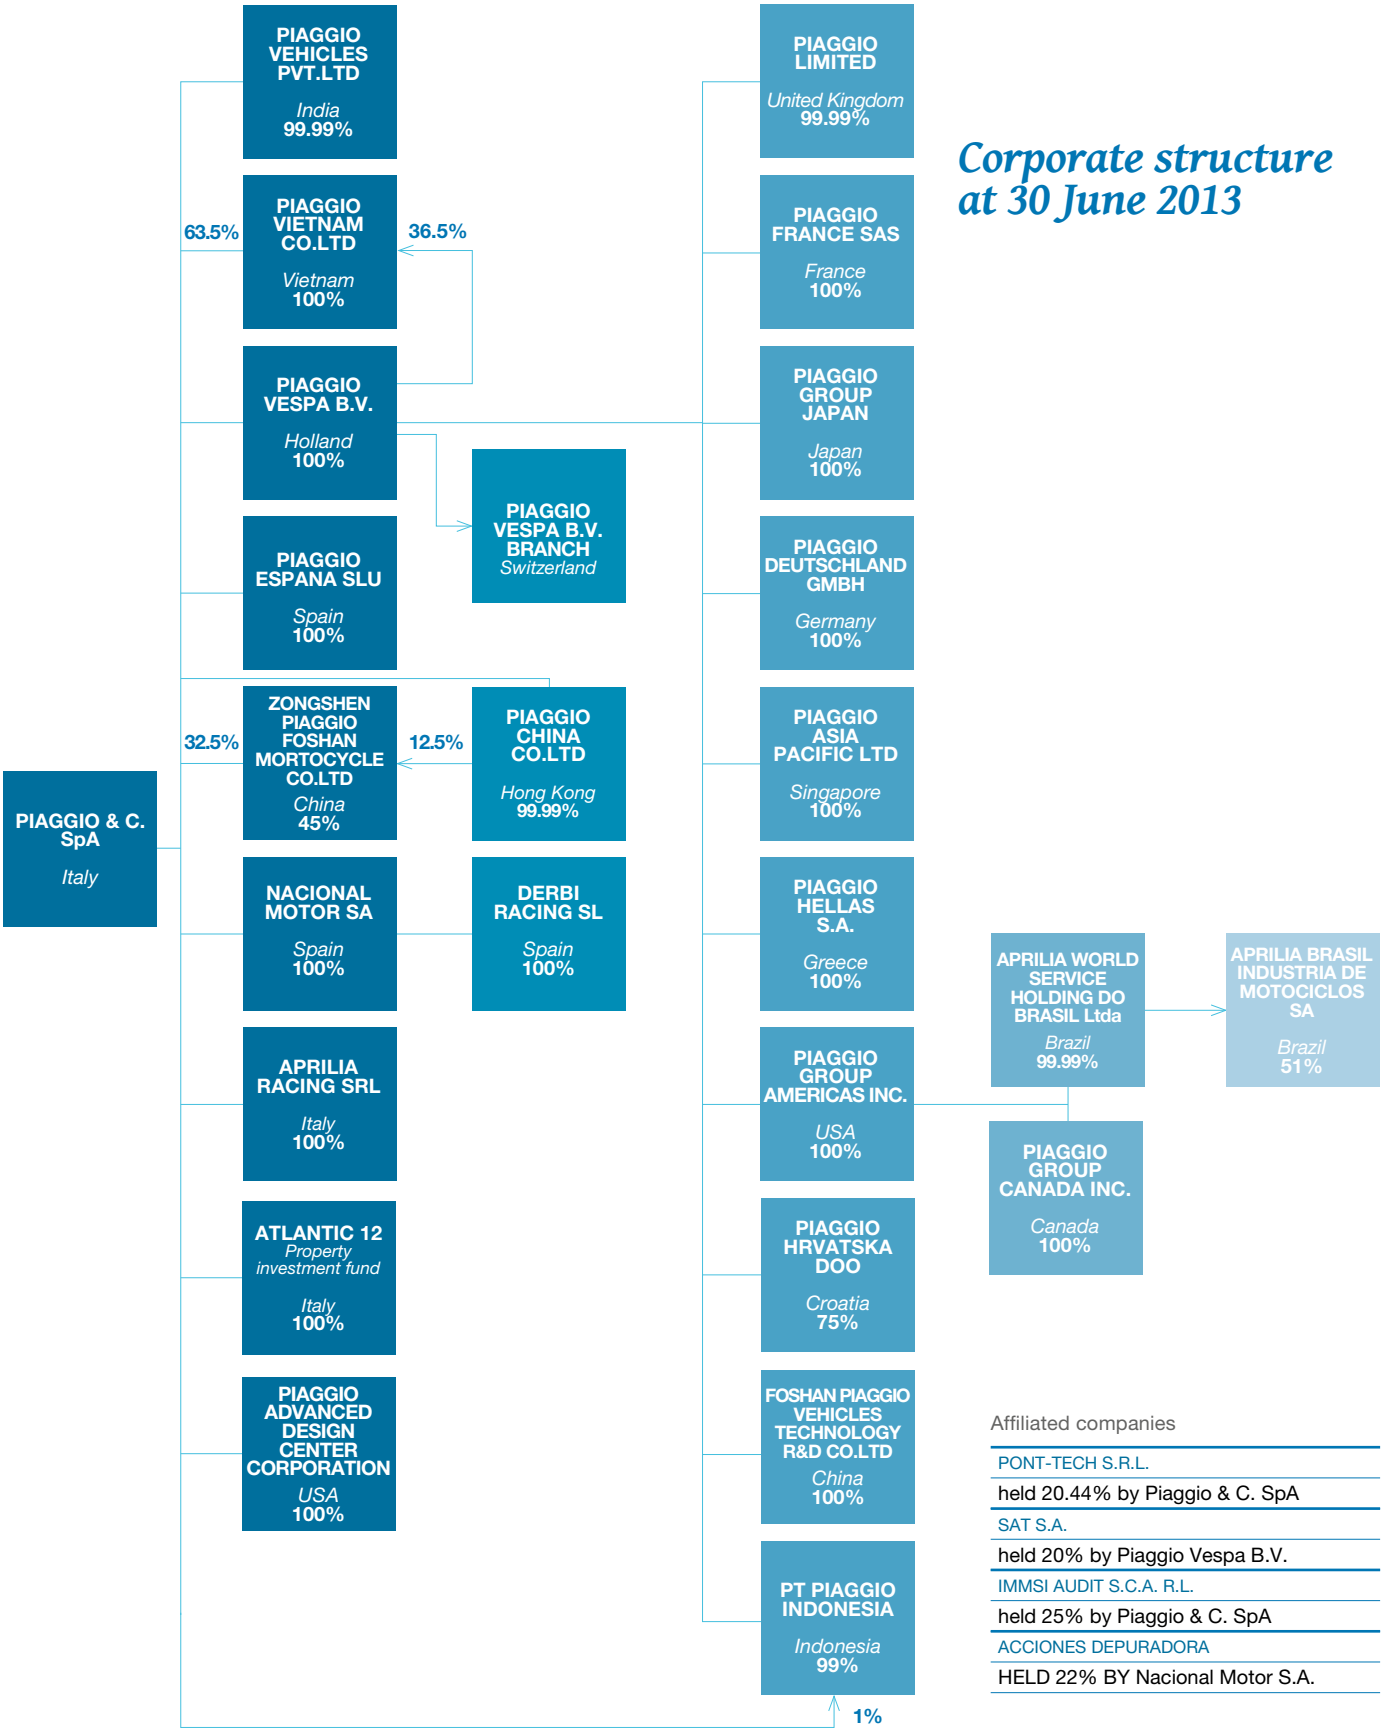 Corporate structure
at 30 June 2013
PIAGGIO & C.
SpA
Italy
PIAGGIO
VEHICLES
PVT.LTD
India
99.99%
63.5%
PIAGGIO
VIETNAM
CO.LTD
Vietnam
100%
36.5%
PIAGGIO
VESPA B.V.
Holland
100%
PIAGGIO
VESPA B.V.
BRANCH
Switzerland
PIAGGIO
ESPANA SLU
Spain
100%
32.5%
ZONGSHEN
PIAGGIO
FOSHAN
MORTOCYCLE
CO.LTD
China
45%
12.5%
PIAGGIO
CHINA
CO.LTD
Hong Kong
99.99%
NACIONAL
MOTOR SA
Spain
100%
DERBI
RACING SL
Spain
100%
APRILIA
RACING SRL
Italy
100%
ATLANTIC 12
Property
investment fund
Italy
100%
PIAGGIO
ADVANCED
DESIGN
CENTER
CORPORATION
USA
100%
PIAGGIO
LIMITED
United Kingdom
99.99%
PIAGGIO
FRANCE SAS
France
100%
PIAGGIO
GROUP
JAPAN
Japan
100%
PIAGGIO
DEUTSCHLAND
GMBH
Germany
100%
PIAGGIO
ASIA
PACIFIC LTD
Singapore
100%
PIAGGIO
HELLAS
S.A.
Greece
100%
PIAGGIO
GROUP
AMERICAS INC.
USA
100%
APRILIA WORLD
SERVICE
HOLDING DO
BRASIL Ltda
Brazil
99.99%
APRILIA BRASIL
INDUSTRIA DE
MOTOCICLOS
SA
Brazil
51%
PIAGGIO
GROUP
CANADA INC.
Canada
100%
PIAGGIO
HRVATSKA
DOO
Croatia
75%
FOSHAN PIAGGIO
VEHICLES
TECHNOLOGY
R&D CO.LTD
China
100%
PT PIAGGIO
INDONESIA
Indonesia
99%
1%
Affiliated companies
PONT-TECH S.R.L.
held 20.44% by Piaggio & C. SpA
SAT S.A.
held 20% by Piaggio Vespa B.V.
IMMSI AUDIT S.C.A. R.L.
held 25% by Piaggio & C. SpA
ACCIONES DEPURADORA
HELD 22% BY Nacional Motor S.A.